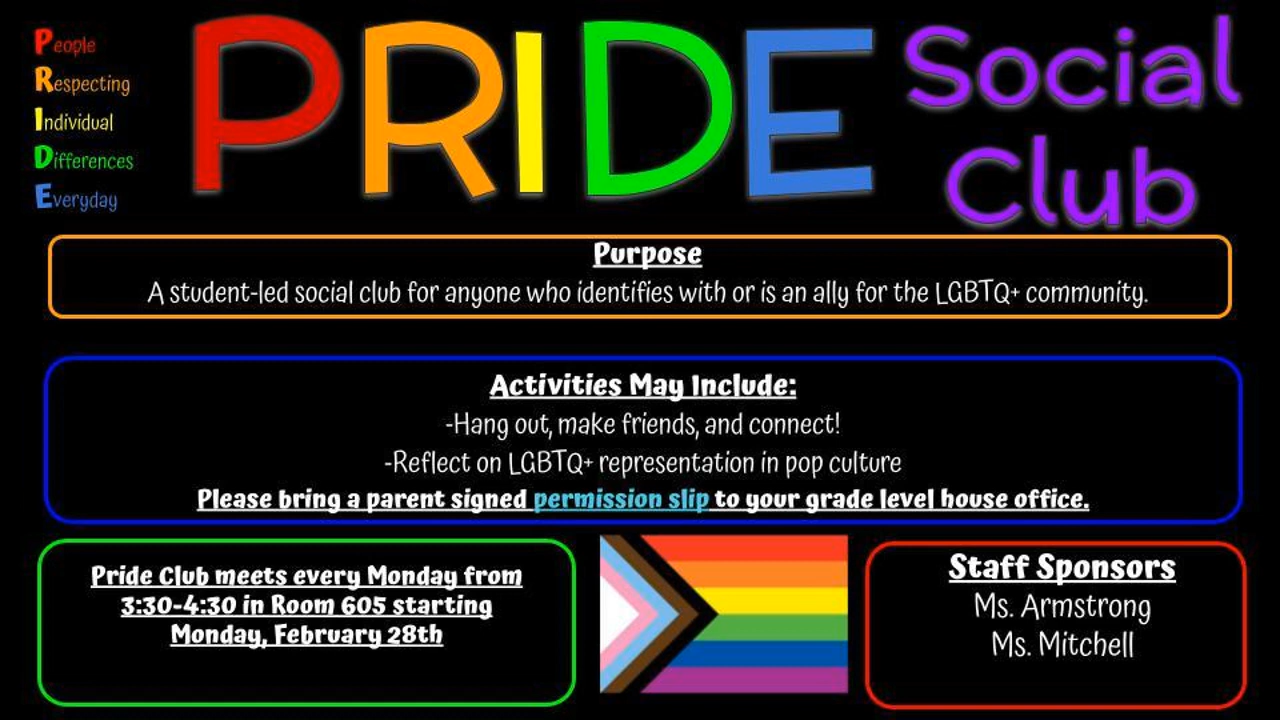 People
Respecting
Individual
Differences
Everyday
PRIDE
Social
Club
Purpose
A student-led social club for anyone who identifies with or is an ally for the LGBTQ+ community.
Activities May Include:
-Hang out, make friends, and connect!
-Reflect on LGBTQ+ representation in pop culture
Please bring a parent signed permission slip to your grade level house office.
Pride Club meets every Monday from
3:30-4:30 in Room 605 starting
Monday, February 28th
Staff Sponsors
Ms. Armstrong
Ms. Mitchell